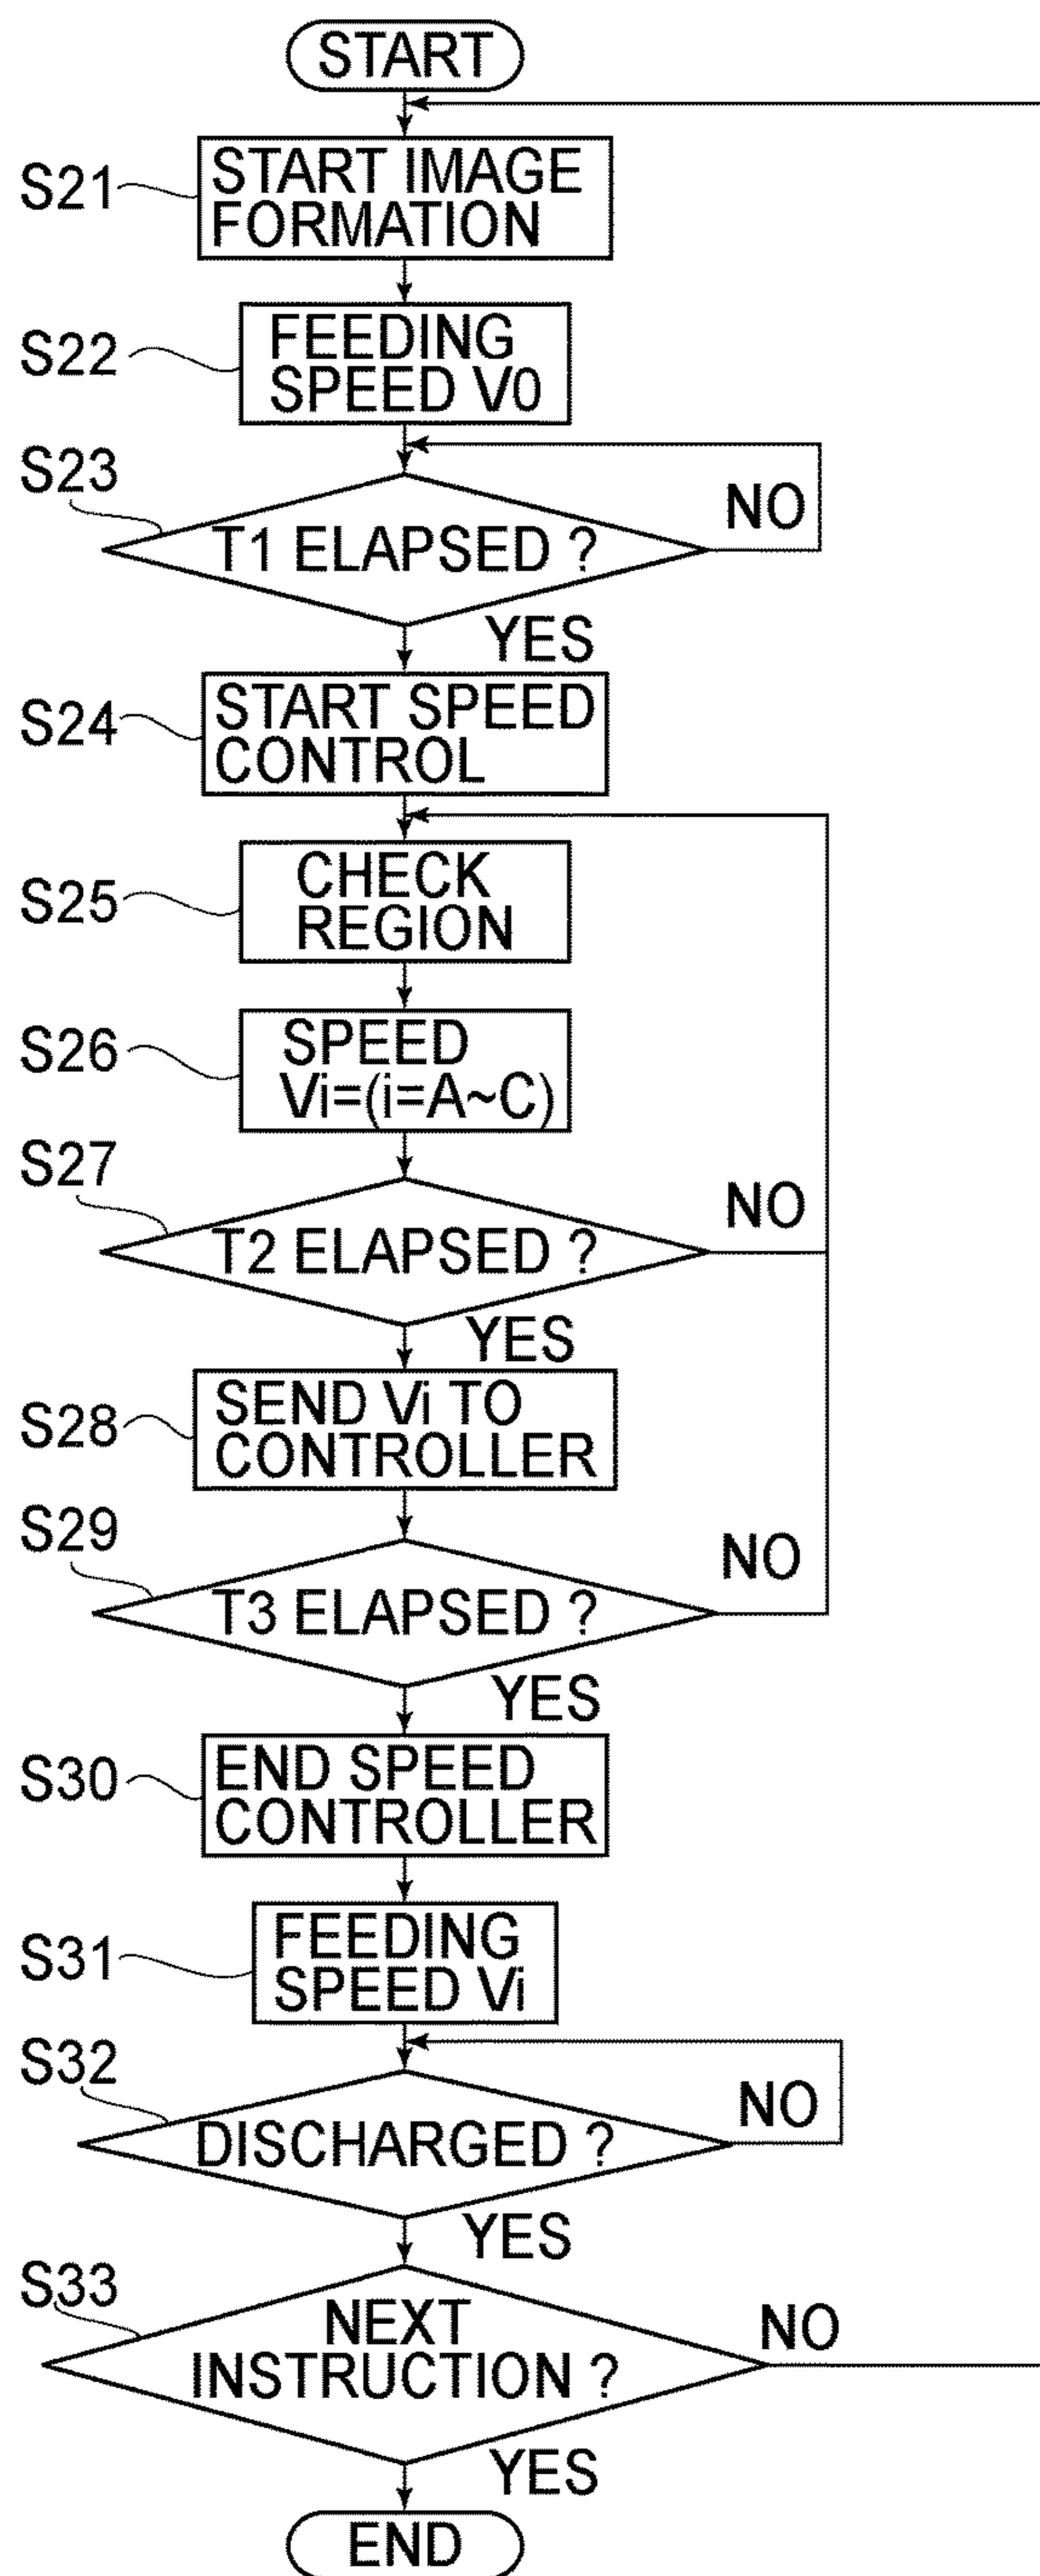 START
S21
START IMAGE
FORMATION
S22
FEEDING
SPEED V0
S23
T1 ELAPSED ?
NO
YES
S24
START SPEED
CONTROL
S25
CHECK
REGION
S26
SPEED
Vi=(i=A~C)
S27
T2 ELAPSED ?
NO
YES
S28
SEND Vi TO
CONTROLLER
S29
T3 ELAPSED ?
NO
YES
S30
END SPEED
CONTROLLER
S31
FEEDING
SPEED Vi
S32
DISCHARGED ?
NO
YES
S33
NEXT
INSTRUCTION ?
NO
YES
END